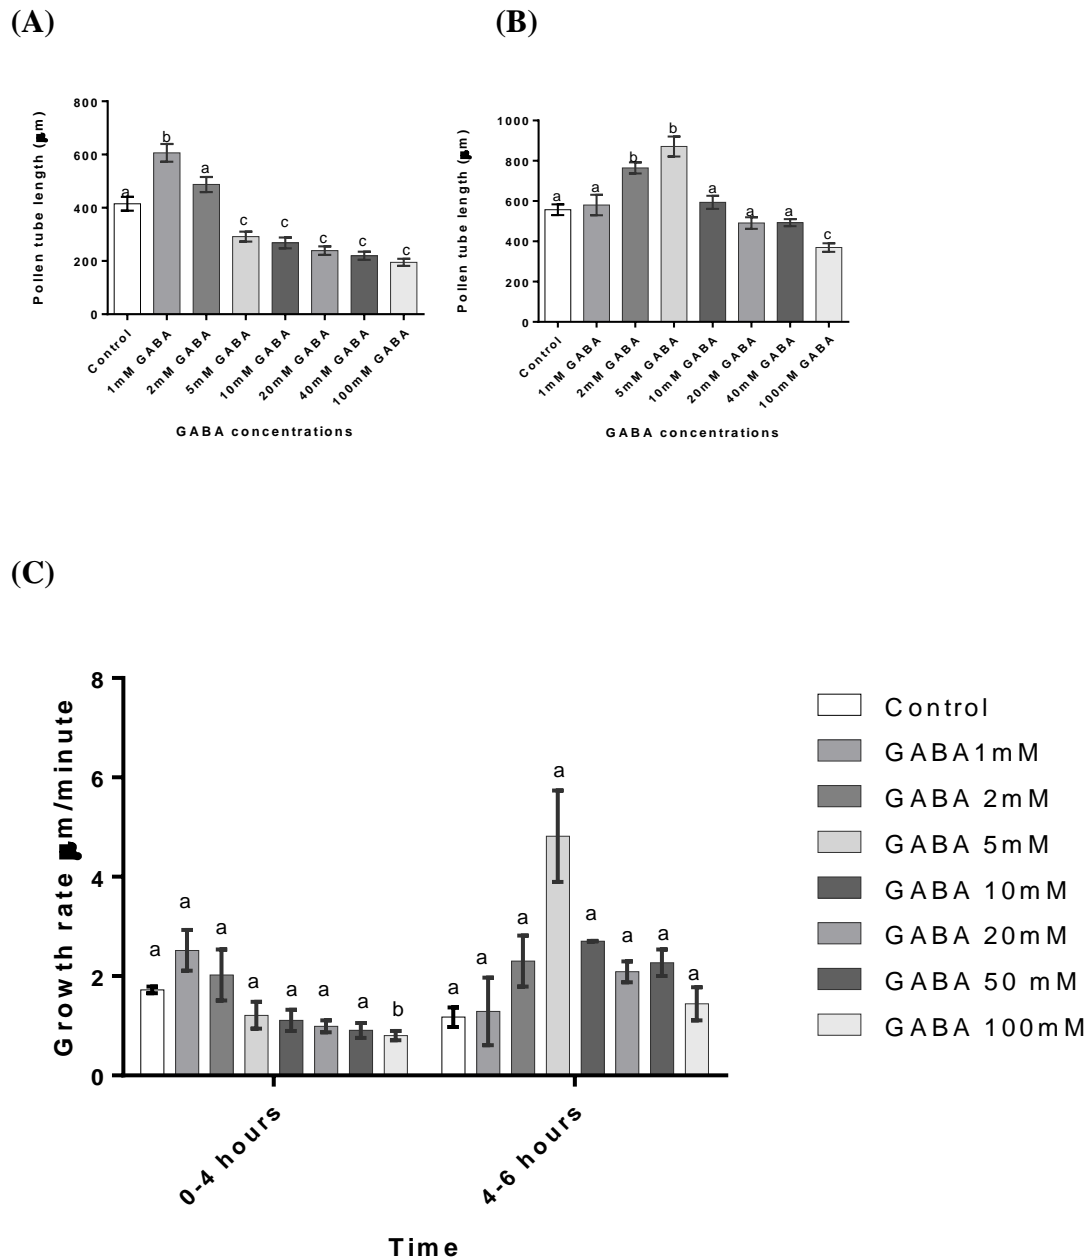 (A)
(B)
Pollen tube length (μm)
800
600
400
200
0
a
b
a
c
c
c
c
c
Control
1mM GABA
2mM GABA
5mM GABA
10mM GABA
20mM GABA
40mM GABA
100mM GABA
GABA concentrations
Pollen tube length (μm)
1000
800
600
400
200
0
a
a
b
b
a
a
a
c
Control
1mM GABA
2mM GABA
5mM GABA
10mM GABA
20mM GABA
40mM GABA
100mM GABA
GABA concentrations
(C)
Growth rate μm/minute
8
6
4
2
0
a
a
a
a
a
a
a
b
a
a
a
a
a
a
a
a
0-4 hours
4-6 hours
Time
Control
GABA1mM
GABA 2mM
GABA 5mM
GABA 10mM
GABA 20mM
GABA 50 mM
GABA 100mM